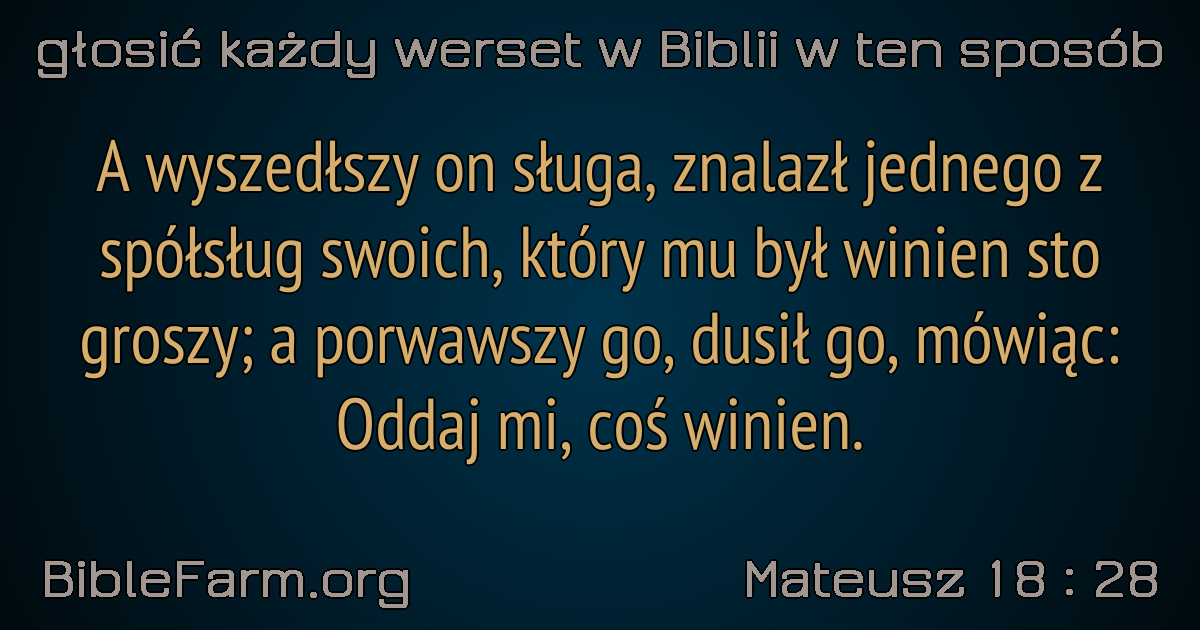 głosić każdy werset w Biblii w ten sposób
A wyszedłszy on sługa, znalazł jednego z
spółsług swoich, który mu był winien sto
groszy; a porwawszy go, dusił go, mówiąc:
Oddaj mi, coś winien.
BibleFarm.org
Mateusz 18 : 28